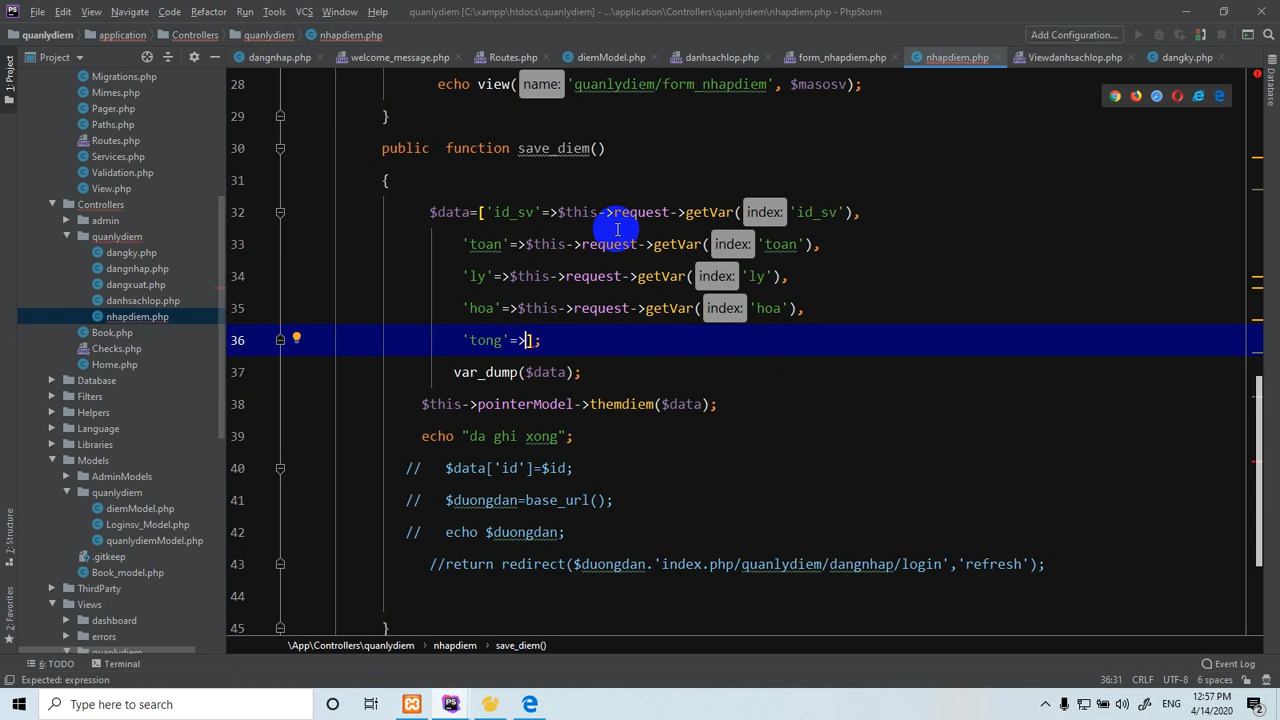 File Edit View Navigate Code Refactor Run Tools VCS Window Help quanlydiem [C:\xampp\htdocs\quanlydiem] - ...\application\Controllers\quanlydiem\nhapdiem.php - PhpStorm
quanlydiem application Controllers quanlydiem nhapdiem.php Add Configuration...
Project dangnhap.php welcome_message.php Routes.php diemModel.php danhsachlop.php form_nhapdiem.php nhapdiem.php Viewdanhsachlop.php dangky.php
1: Project
Database
Migrations.php
Mimes.php
Pager.php
Paths.php
Routes.php
Services.php
Validation.php
View.php
Controllers
admin
quanlydiem
dangky.php
dangnhap.php
dangxuat.php
danhsachlop.php
nhapdiem.php
Book.php
Checks.php
Home.php
Database
Filters
Helpers
Language
Libraries
Models
AdminModels
quanlydiem
diemModel.php
Loginsv_Model.php
quanlydiemModel.php
.gitkeep
Book_model.php
ThirdParty
Views
dashboard
errors
quanlydiem
7: Structure
2: Favorites
28 echo view( name: 'quanlydiem/form_nhapdiem', $masosv);
29 }
30 public function save_diem()
31 {
32 $data=['id_sv'=>$this->request->getVar( index: 'id_sv'),
33 'toan'=>$this->request->getVar( index: 'toan'),
34 'ly'=>$this->request->getVar( index: 'ly'),
35 'hoa'=>$this->request->getVar( index: 'hoa'),
36 'tong'=>];
37 var_dump($data);
38 $this->pointerModel->themdiem($data);
39 echo "da ghi xong";
40 // $data['id']=$id;
41 // $duongdan=base_url();
42 // echo $duongdan;
43 //return redirect($duongdan.'index.php/quanlydiem/dangnhap/login','refresh');
44
45 }
\App\Controllers\quanlydiem nhapdiem save_diem()
6: TODO Terminal Event Log
Expected: expression 36:31 CRLF UTF-8 6 spaces
Type here to search ENG 12:57 PM
4/14/2020 2